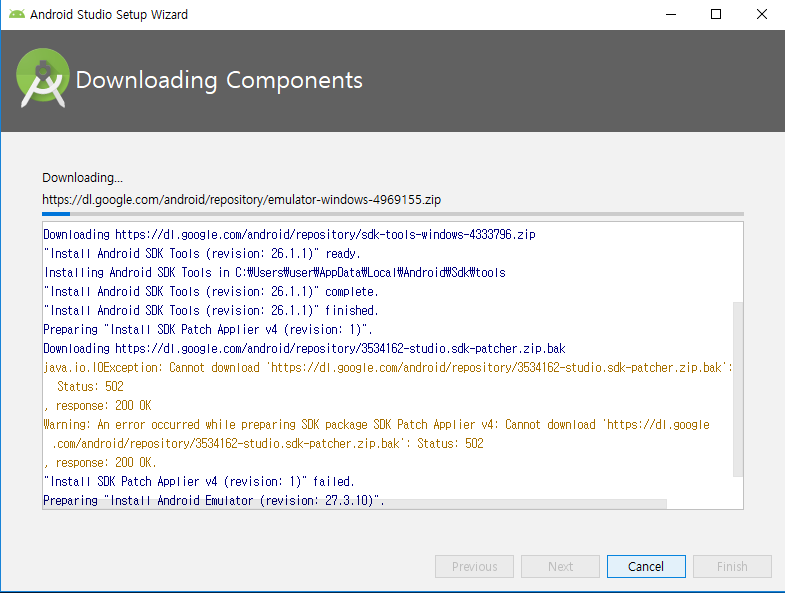 Android Studio Setup Wizard
Downloading Components
Downloading...
https://dl.google.com/android/repository/emulator-windows-4969155.zip
Downloading https://dl.google.com/android/repository/sdk-tools-windows-4333796.zip
"Install Android SDK Tools (revision: 26.1.1)" ready.
Installing Android SDK Tools in C:₩Users₩user₩AppData₩Local₩Android₩Sdk₩tools
"Install Android SDK Tools (revision: 26.1.1)" complete.
"Install Android SDK Tools (revision: 26.1.1)" finished.
Preparing "Install SDK Patch Applier v4 (revision: 1)".
Downloading https://dl.google.com/android/repository/3534162-studio.sdk-patcher.zip.bak
java.io.IOException: Cannot download 'https://dl.google.com/android/repository/3534162-studio.sdk-patcher.zip.bak':
Status: 502
, response: 200 OK
Warning: An error occurred while preparing SDK package SDK Patch Applier v4: Cannot download 'https://dl.google
.com/android/repository/3534162-studio.sdk-patcher.zip.bak': Status: 502
, response: 200 OK.
"Install SDK Patch Applier v4 (revision: 1)" failed.
Preparing "Install Android Emulator (revision: 27.3.10)".
Previous
Next
Cancel
Finish